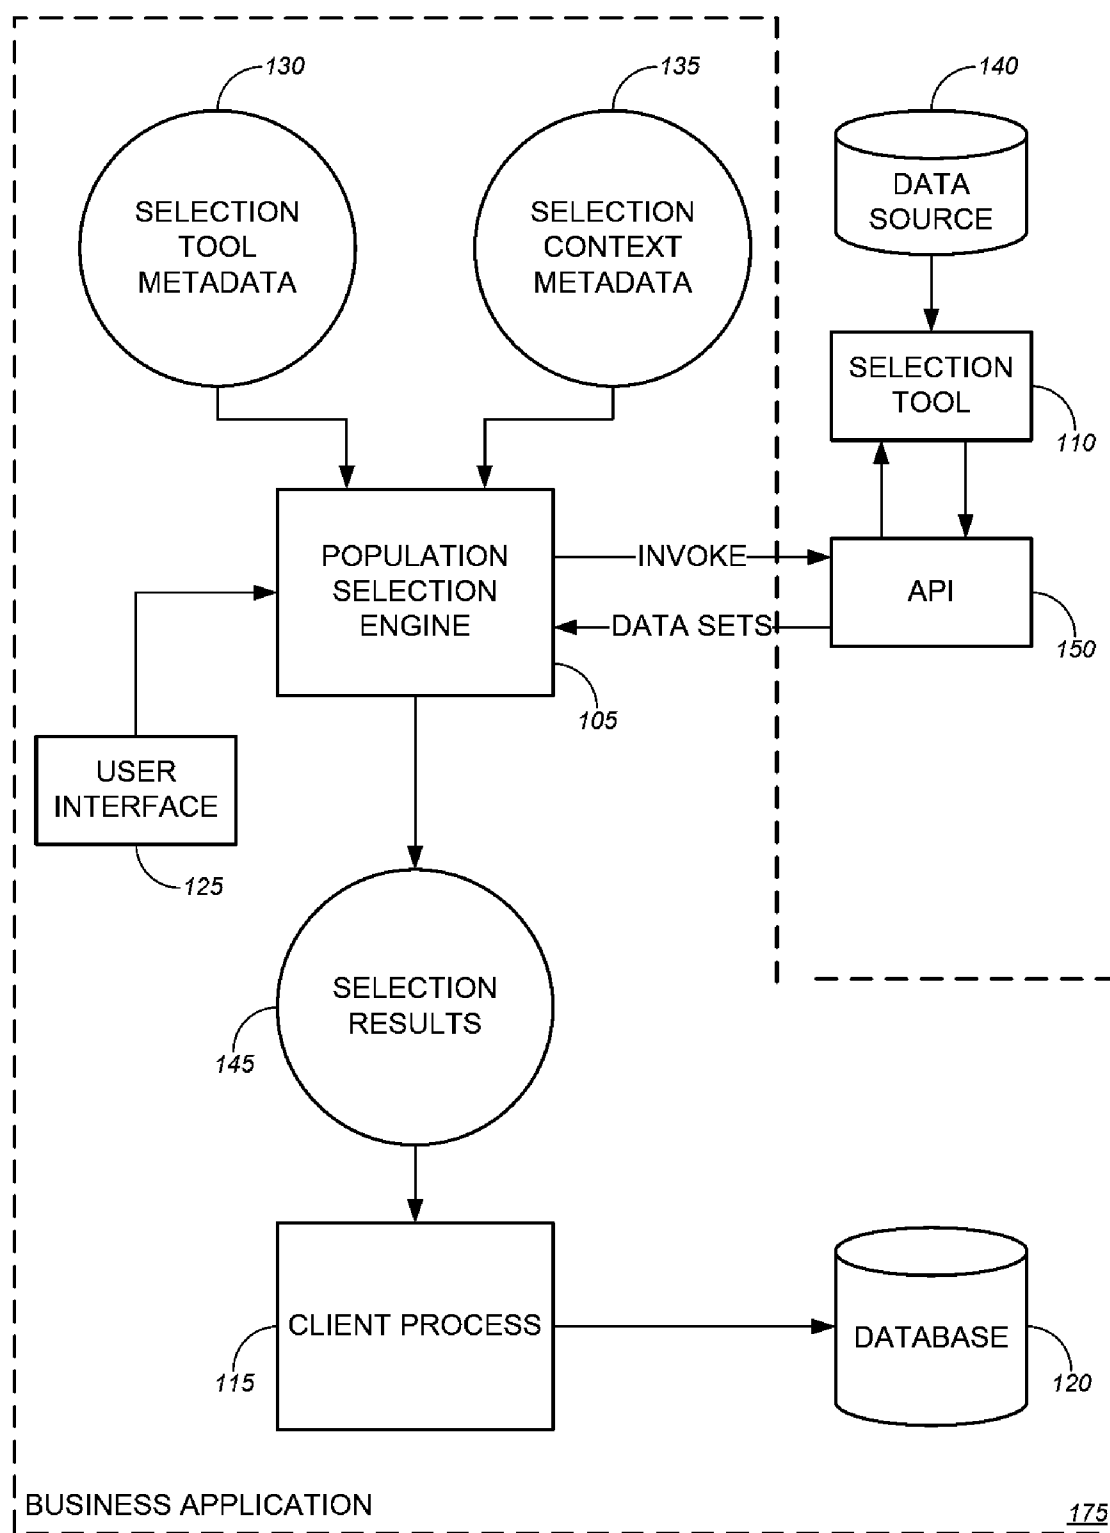 130
135
140
SELECTION
TOOL
METADATA
SELECTION
CONTEXT
METADATA
DATA
SOURCE
SELECTION
TOOL
110
POPULATION
SELECTION
ENGINE
INVOKE
DATA SETS
API
150
105
USER
INTERFACE
125
SELECTION
RESULTS
145
CLIENT PROCESS
115
DATABASE
120
BUSINESS APPLICATION
175